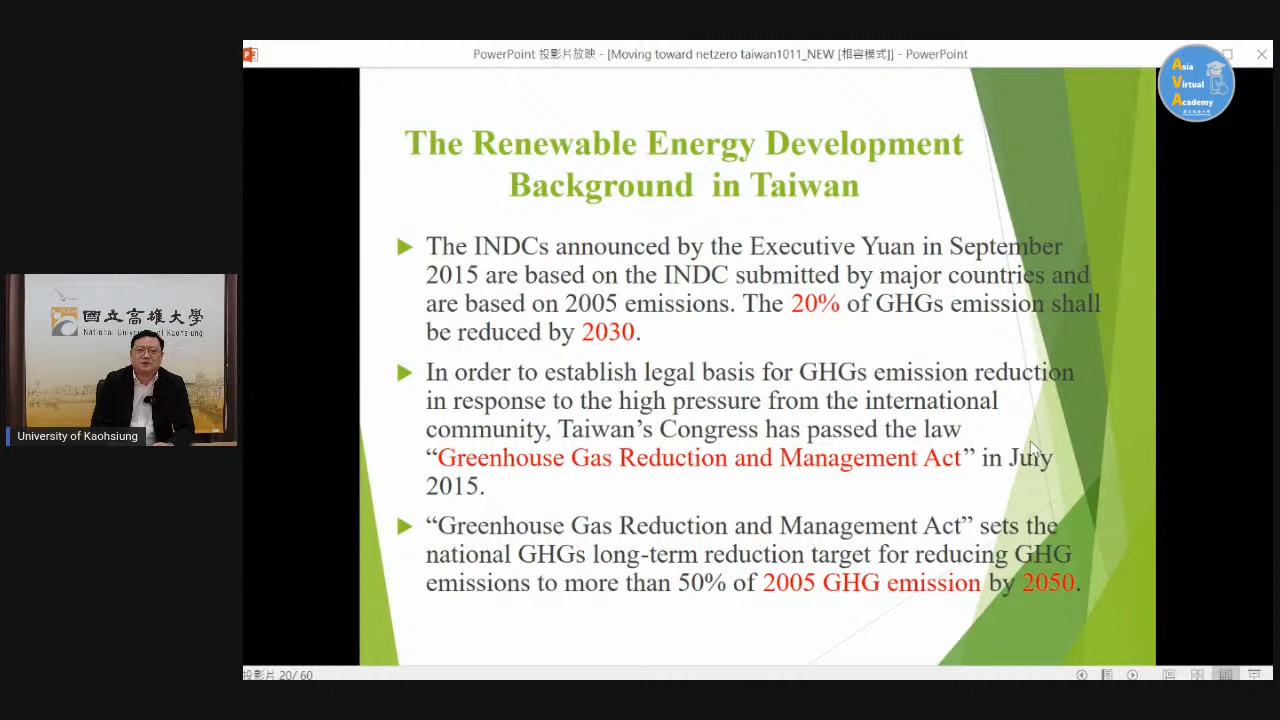 PowerPoint 投影片放映 - [Moving toward netzero taiwan1011_NEW [相容模式]] - PowerPoint
Asia
Virtual
Academy
The Renewable Energy Development
Background in Taiwan
The INDCs announced by the Executive Yuan in September
2015 are based on the INDC submitted by major countries and
are based on 2005 emissions. The 20% of GHGs emission shall
be reduced by 2030.
In order to establish legal basis for GHGs emission reduction
in response to the high pressure from the international
community, Taiwan's Congress has passed the law
“Greenhouse Gas Reduction and Management Act” in July
2015.
“Greenhouse Gas Reduction and Management Act” sets the
national GHGs long-term reduction target for reducing GHG
emissions to more than 50% of 2005 GHG emission by 2050.
國立高雄大學
National University of Kaohsiung
University of Kaohsiung
投影片 20/ 60